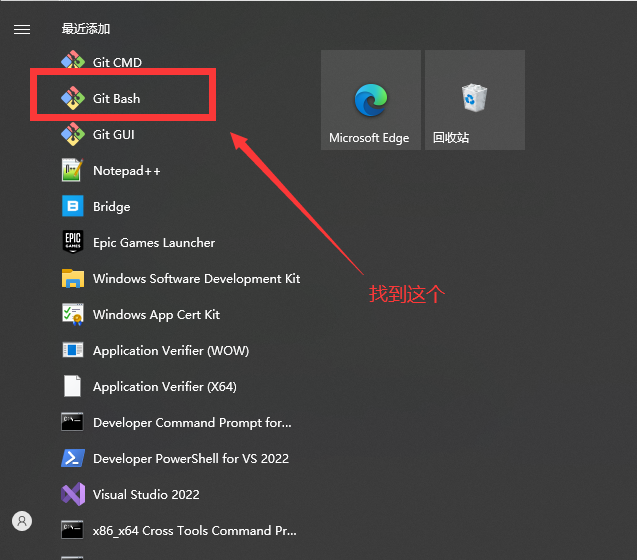 最近添加
Git CMD
Git Bash
Git GUI
Notepad++
Bridge
Epic Games Launcher
Windows Software Development Kit
Windows App Cert Kit
Application Verifier (WOW)
Application Verifier (X64)
Developer Command Prompt for...
Developer PowerShell for VS 2022
Visual Studio 2022
x86_x64 Cross Tools Command Pr...
Microsoft Edge
回收站
找到这个
EPIC
GAMES